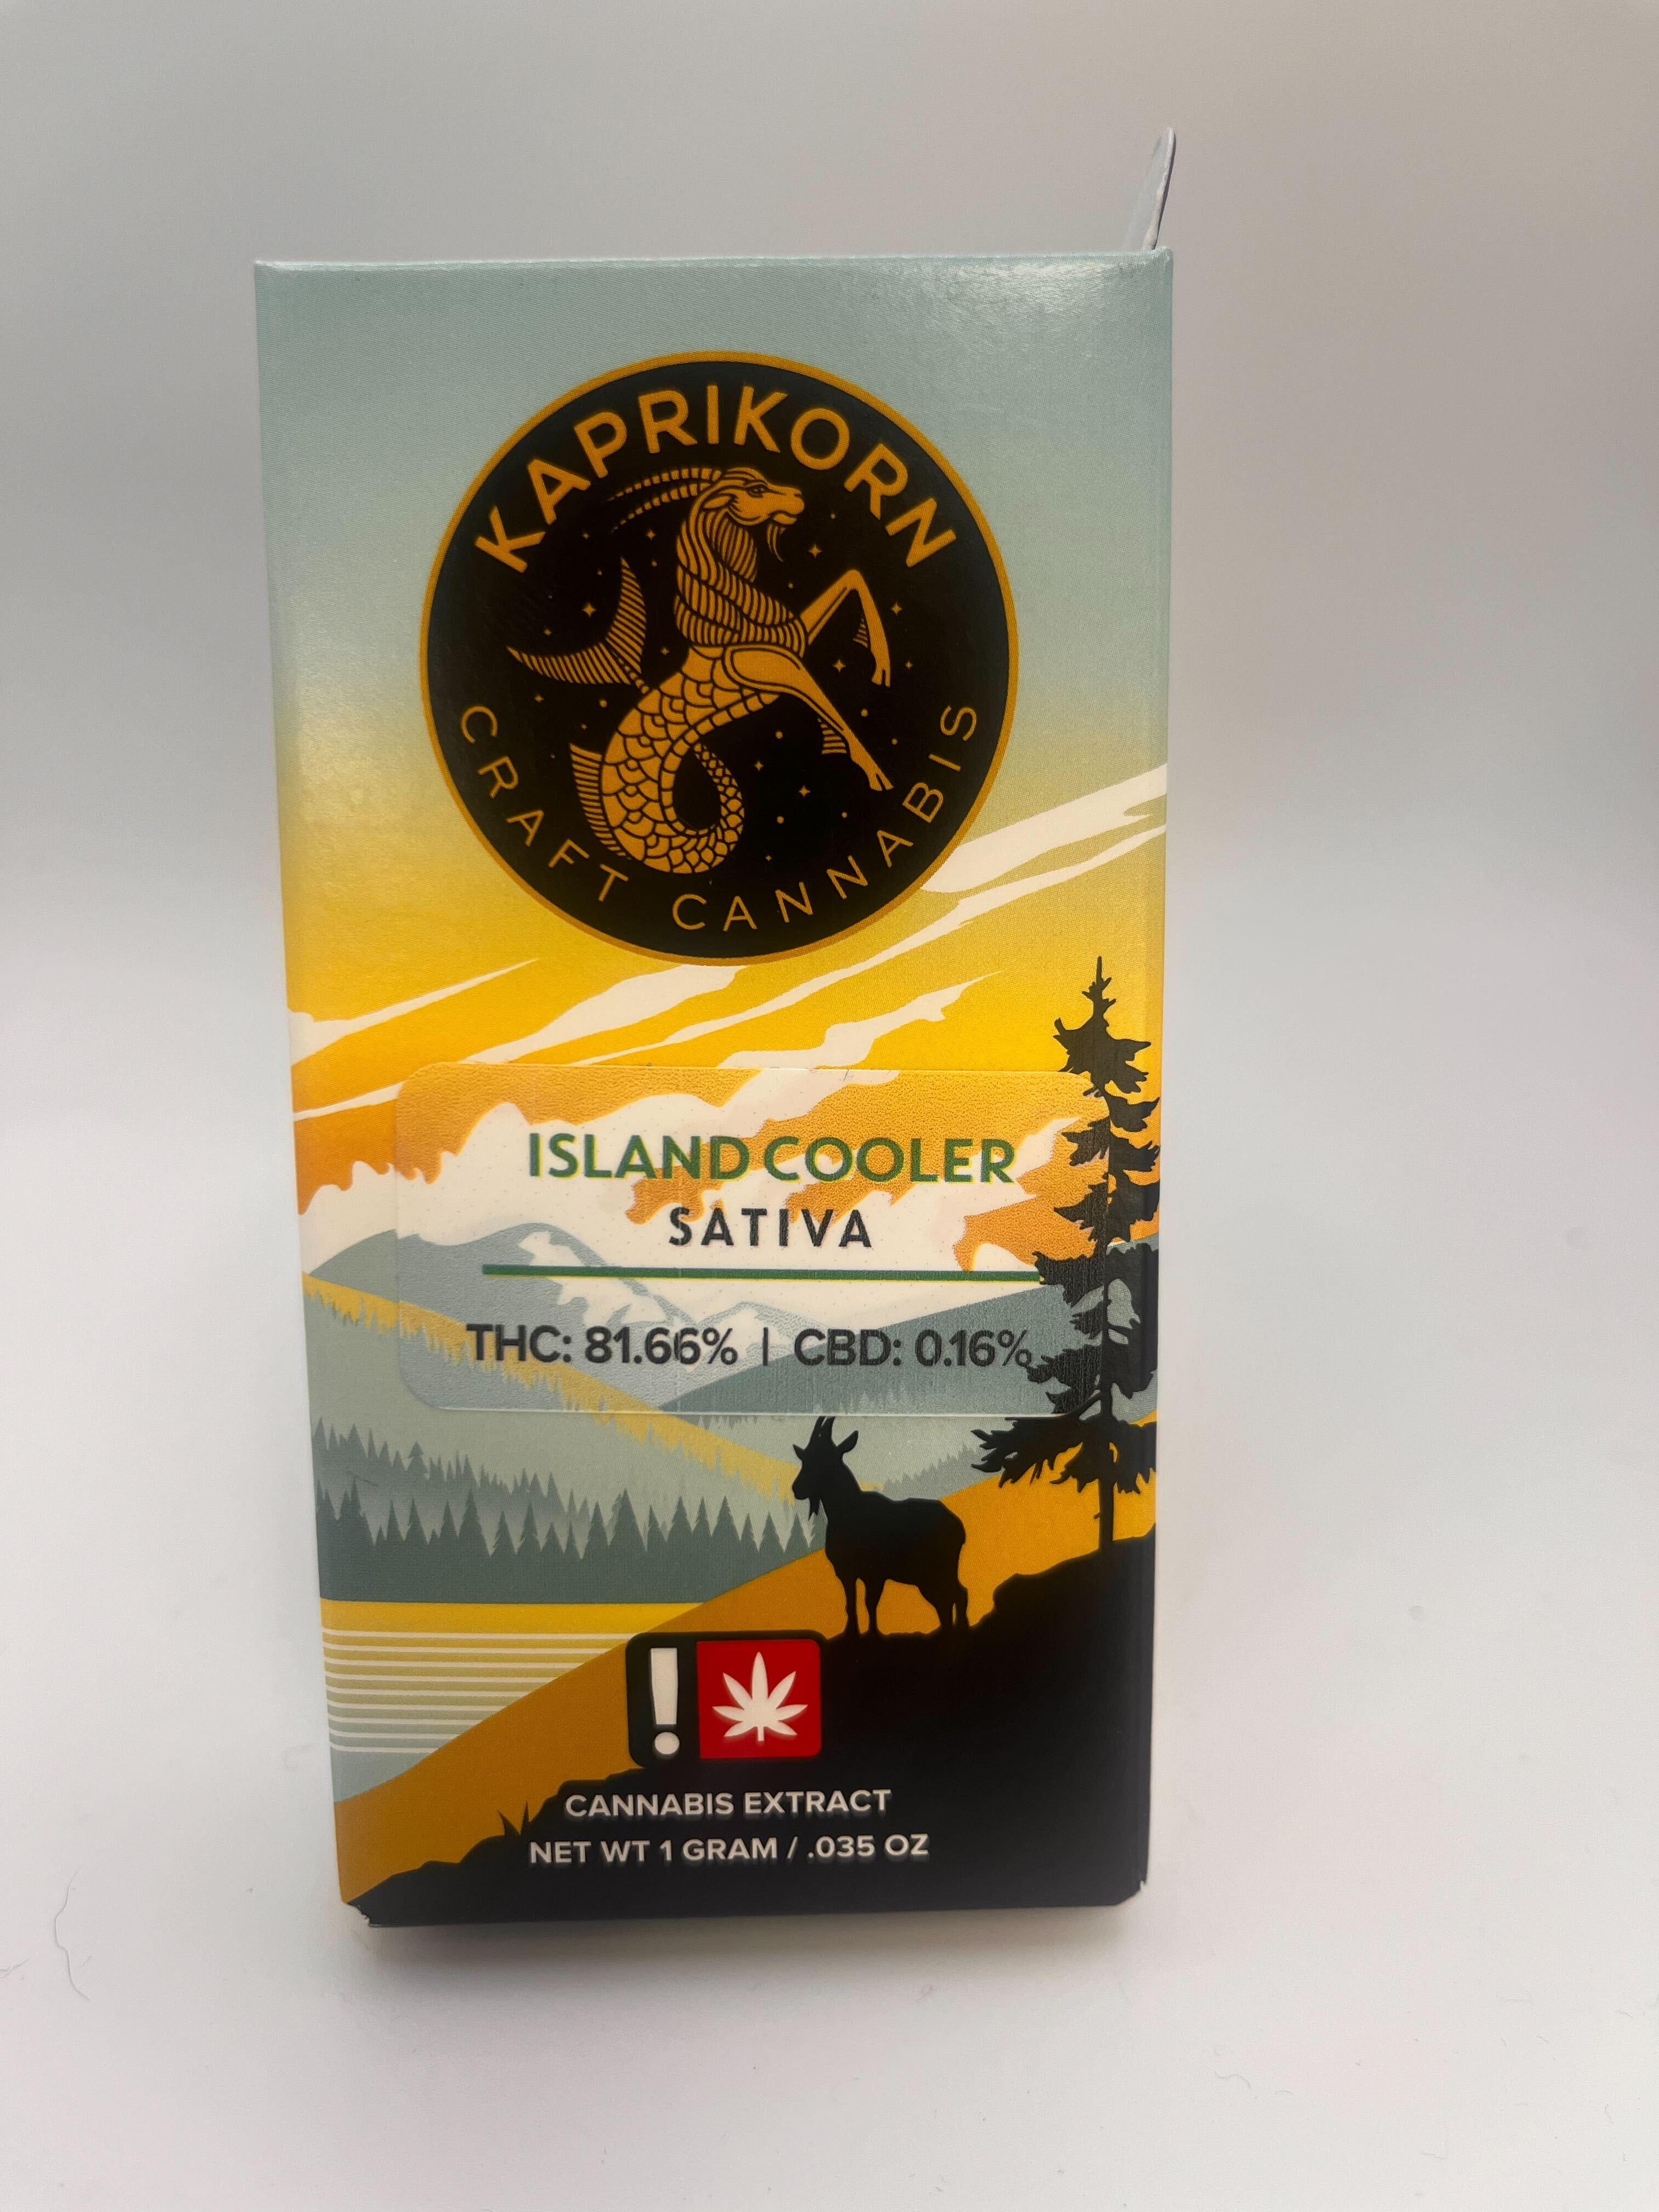 KAPRIKORN
CRAFT CANNABIS
ISLAND COOLER
SATIVA
THC: 81.66% | CBD: 0.16%
!
CANNABIS EXTRACT
NET WT 1 GRAM / .035 OZ